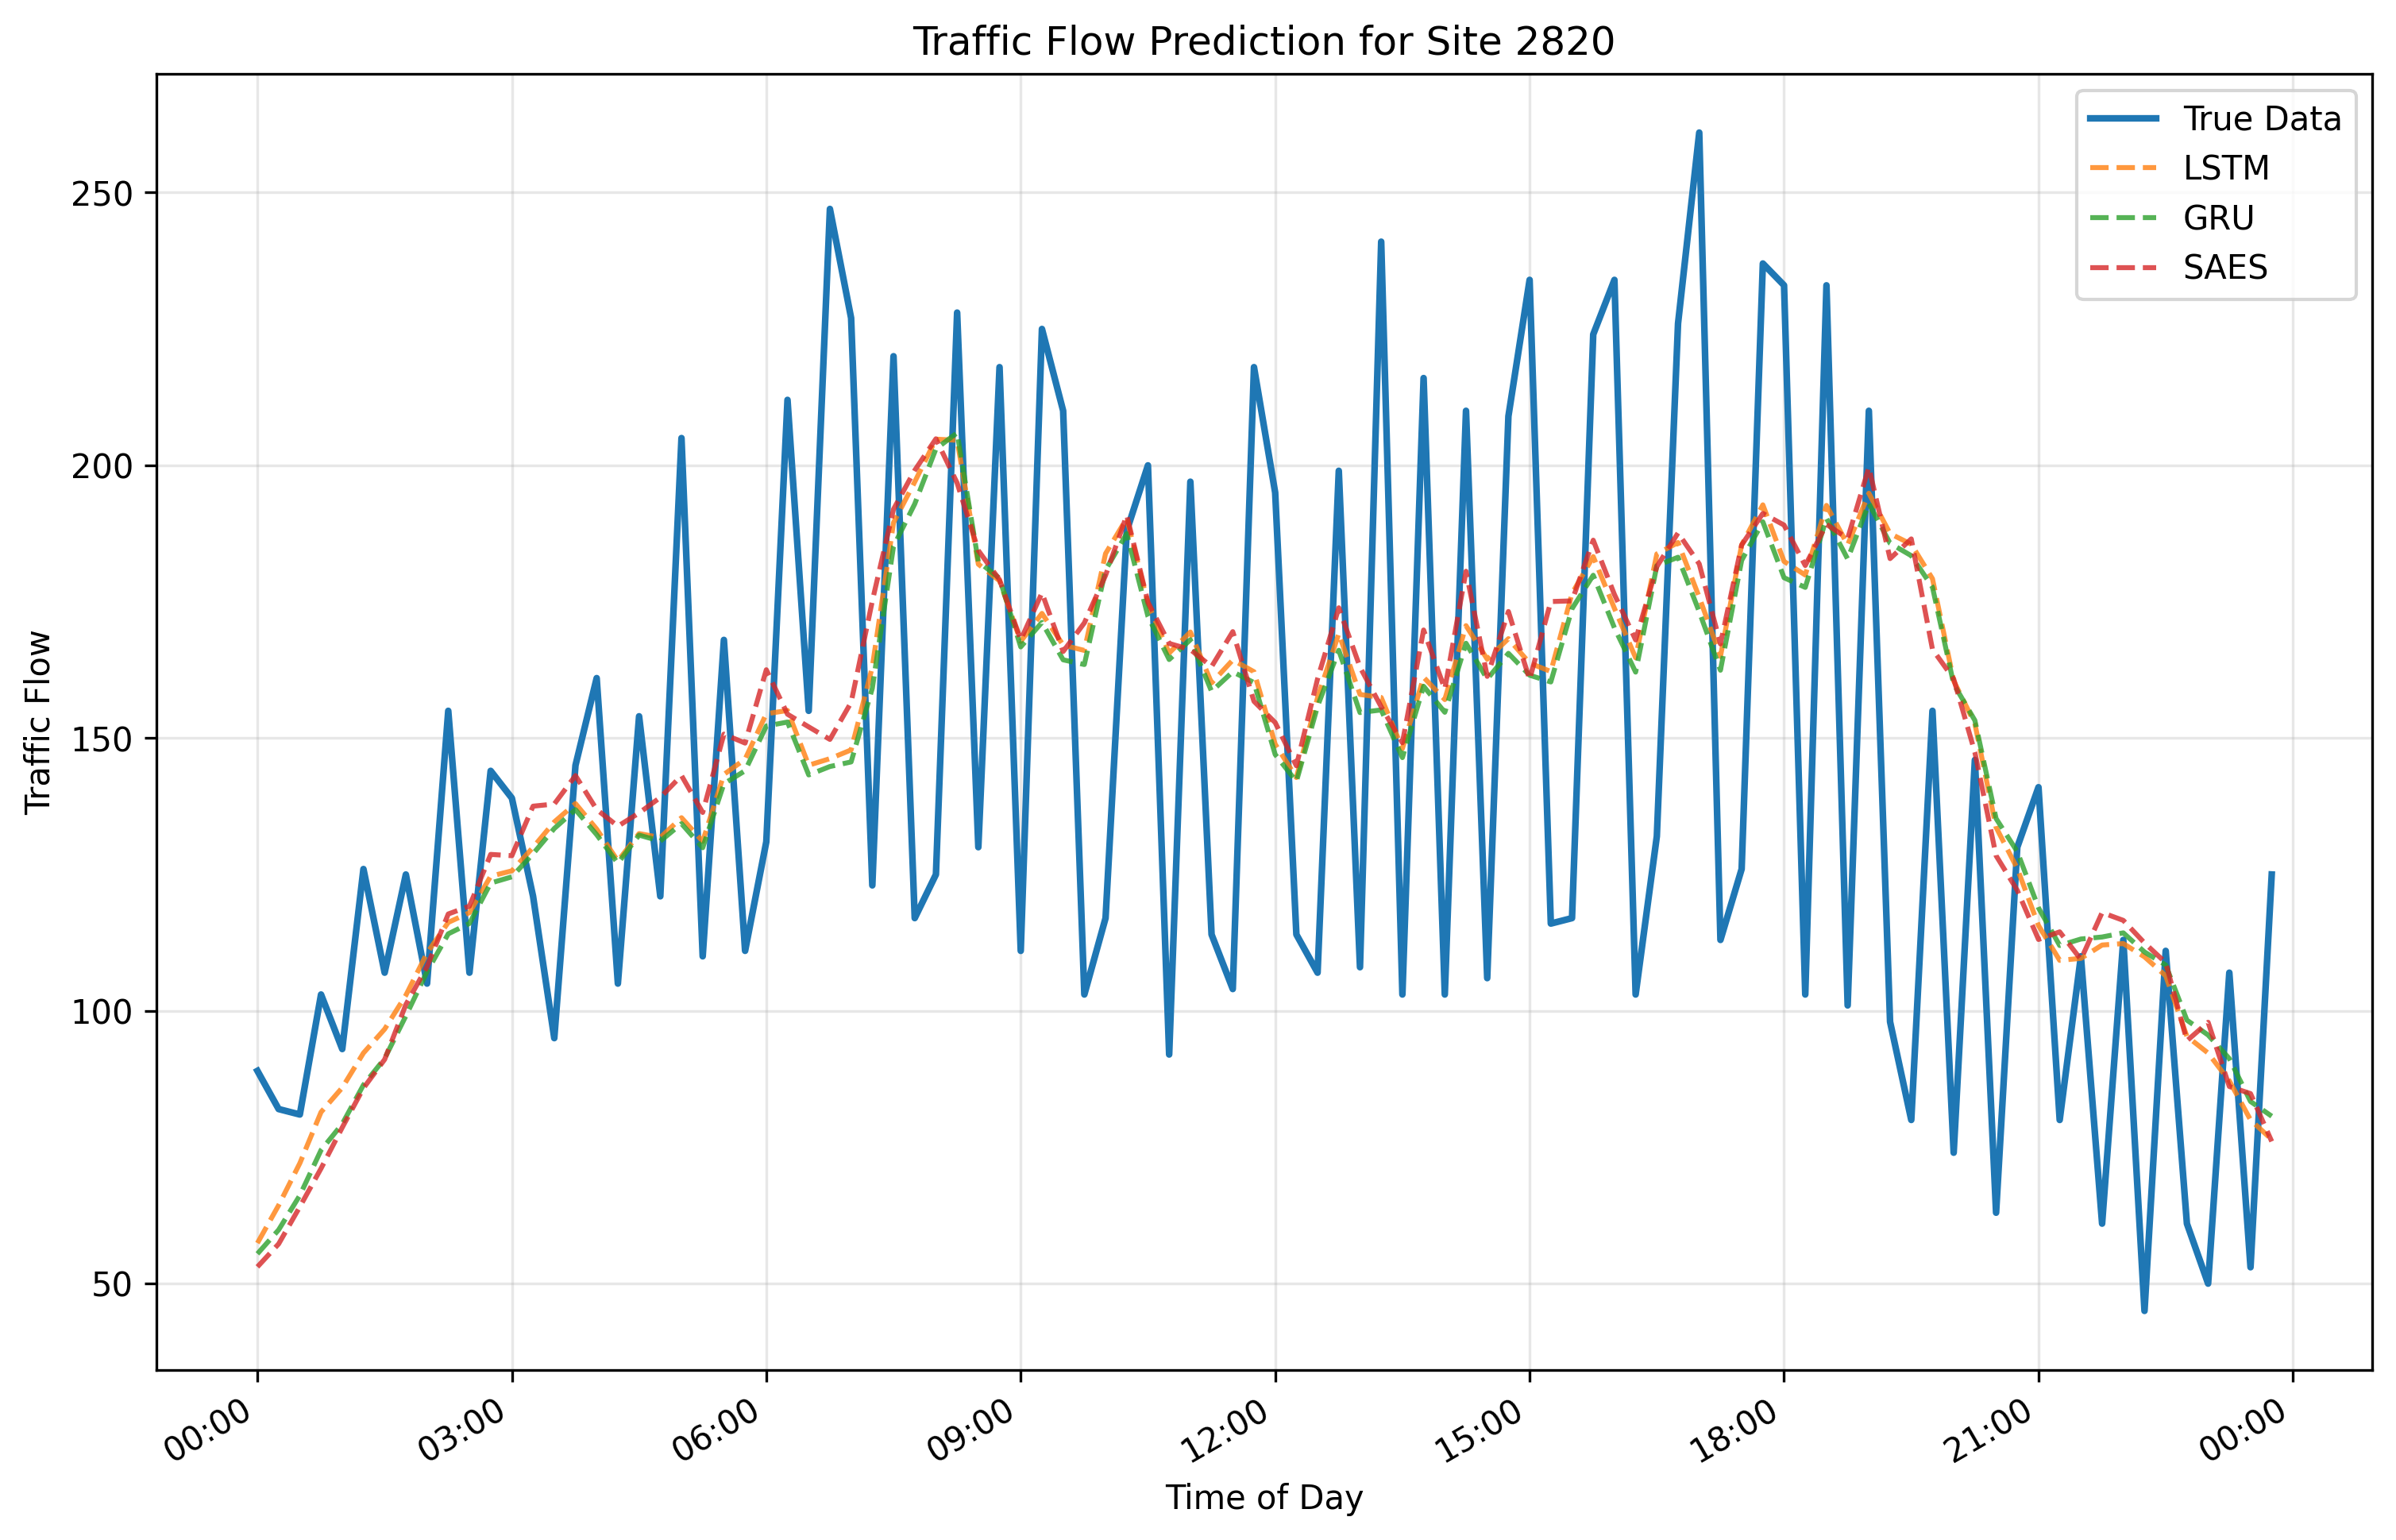 Traffic Flow Prediction for Site 2820
True Data
LSTM
GRU
SAES
Traffic Flow
250
200
150
100
50
00:00
03:00
06:00
09:00
12:00
15:00
18:00
21:00
00:00
Time of Day